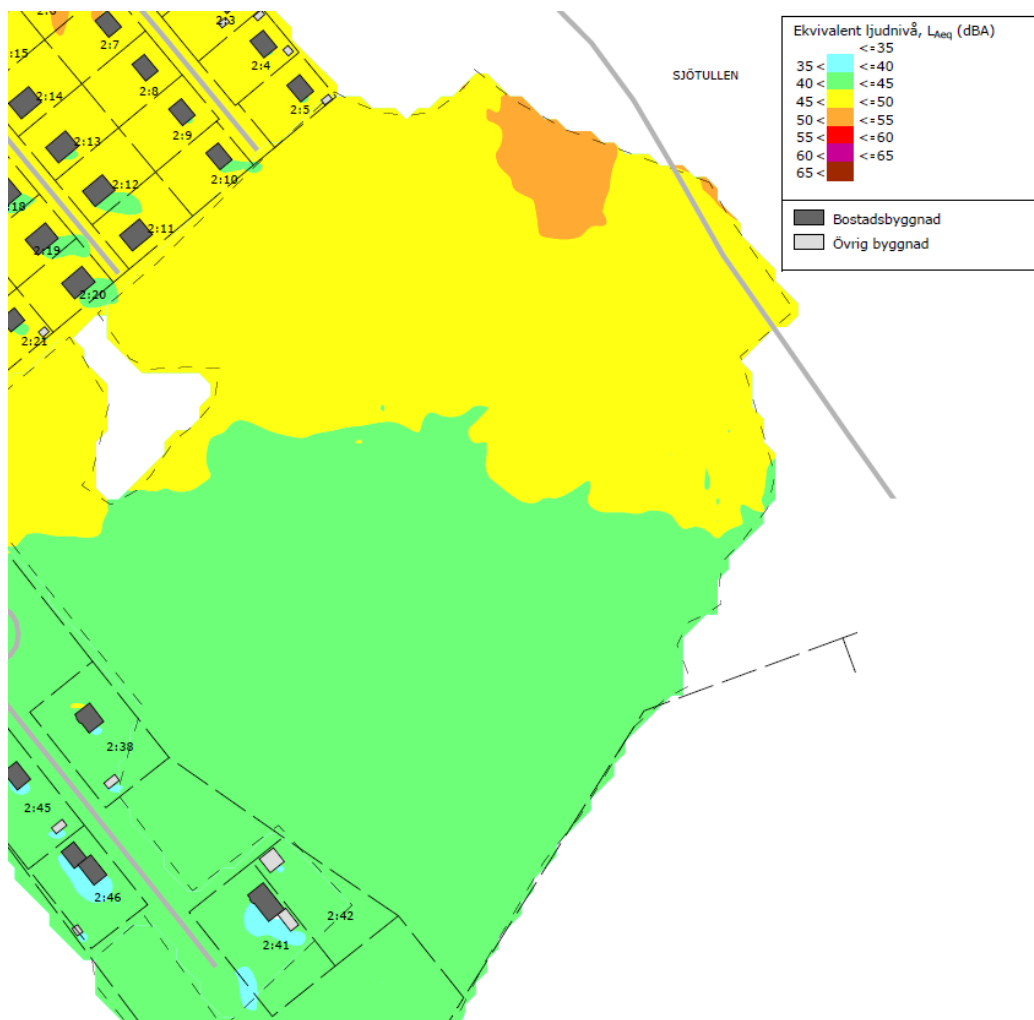 Ekvivalent ljudnivå, LAeq (dBA)
<=35
35 < <=40
40 < <=45
45 < <=50
50 < <=55
55 < <=60
60 < <=65
65 <
Bostadsbyggnad
Övrig byggnad
SJÖTULLEN
2:3
2:7
2:4
:15
2:8
2:5
2:14
2:9
2:13
2:10
2:12
:18
2:11
2:19
2:20
2:21
2:38
2:45
2:46
2:42
2:41